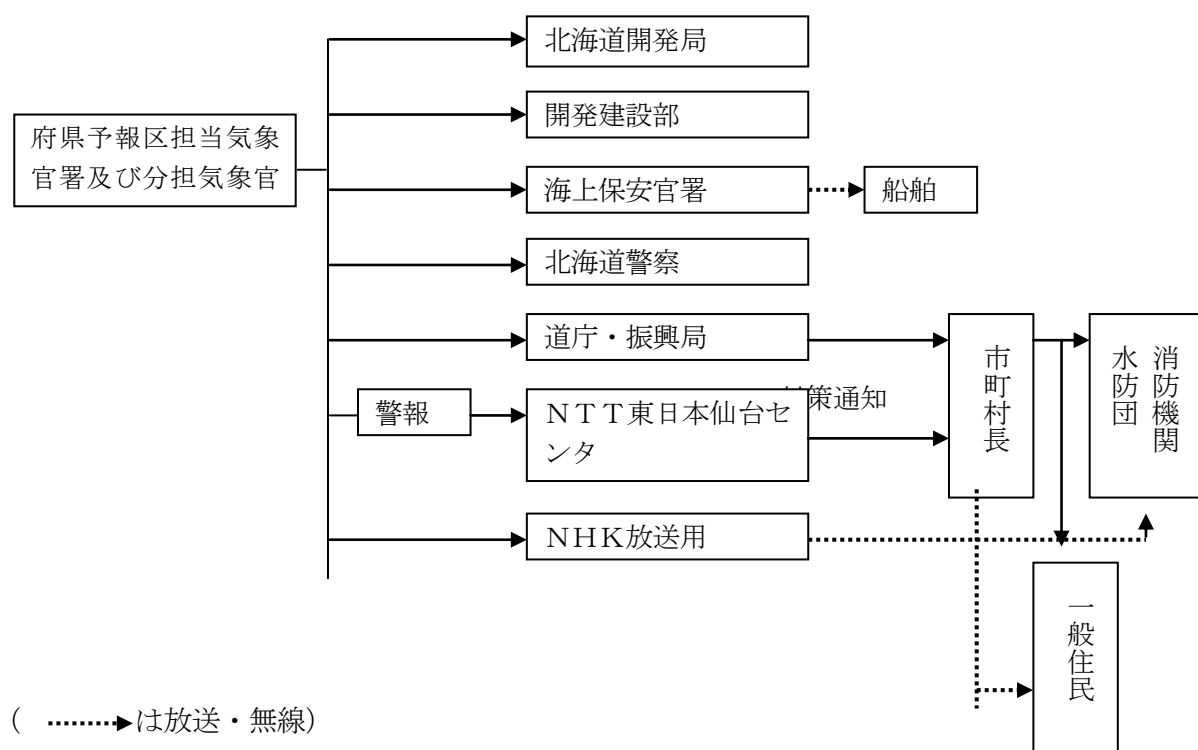 北海道開発局
府県予報区担当気象
官署及び分担気象官
開発建設部
海上保安官署
船舶
北海道警察
道庁・振興局
市町村長
消防機関
水防団
警報
ＮＴＴ東日本仙台セ
ンタ
策通知
ＮＨＫ放送用
一般住民
( は放送・無線)